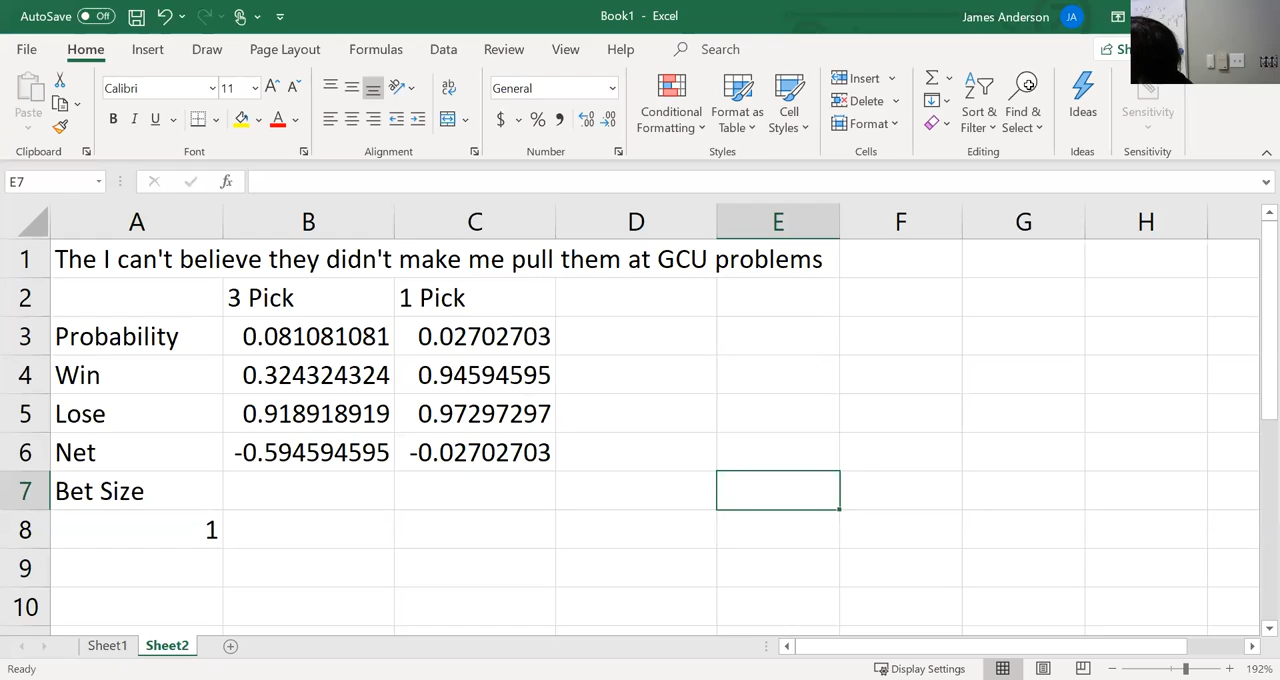 AutoSave Off Book1 - Excel James Anderson JA
File Home Insert Draw Page Layout Formulas Data Review View Help Search Sh
Paste Calibri 11 A A ab General Conditional Formatting Format as Table Cell Styles Insert Delete Format Sort & Filter Find & Select Ideas Sensitivity
B I U A $ % 9
Clipboard Font Alignment Number Styles Cells Editing Ideas Sensitivity
E7 fx
A B C D E F G H
1 The I can't believe they didn't make me pull them at GCU problems
2 3 Pick 1 Pick
3 Probability 0.081081081 0.02702703
4 Win 0.324324324 0.94594595
5 Lose 0.918918919 0.97297297
6 Net -0.594594595 -0.02702703
7 Bet Size
8 1
9
10
Sheet1 Sheet2
Ready Display Settings 192%